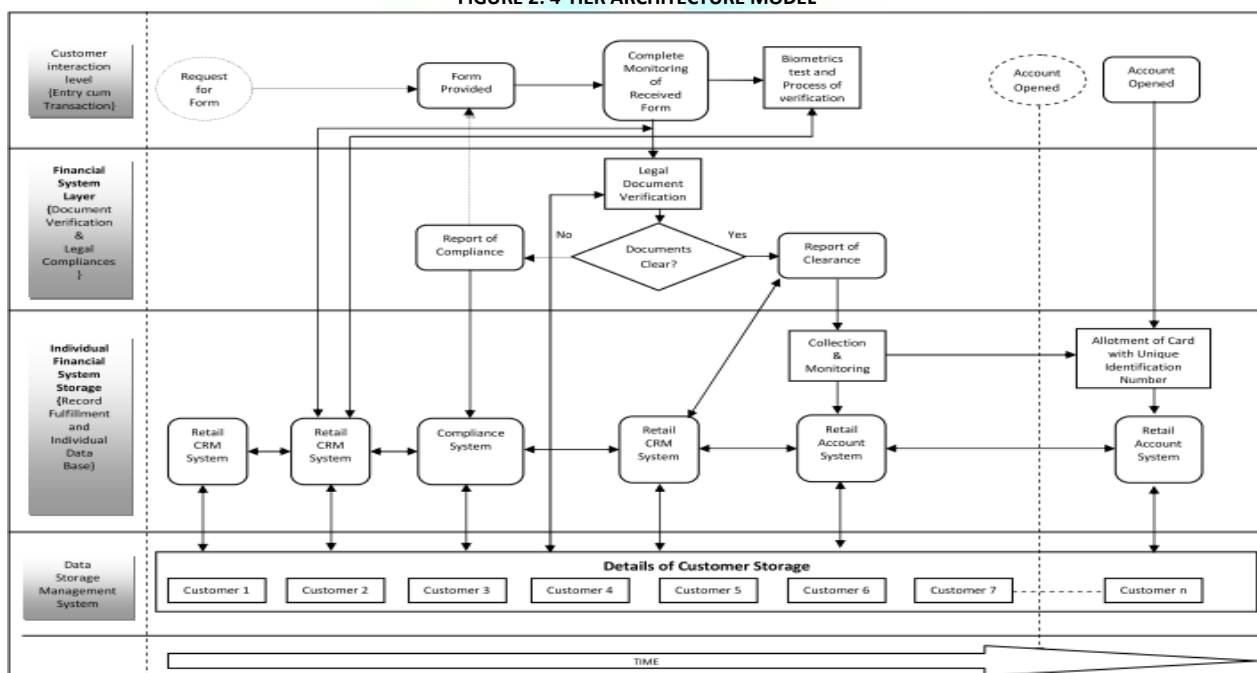 FIGURE 2: 4 TIER ARCHITECTURE MODEL
Customer
interaction
level
{Entry cum
Transaction}
Request
for
Form
Form
Provided
Complete
Monitoring
of
Received
Form
Biometrics
test and
Process of
verification
Account
Opened
Account
Opened
Financial
System
Layer
{Document
Verification
&
Legal
Compliances
}
Legal
Document
Verification
Report of
Compliance
No
Documents
Clear?
Yes
Report of
Clearance
Individual
Financial
System
Storage
{Record
Fulfillment
and
Individual
Data
Base}
Collection
&
Monitoring
Allotment of Card
with Unique
Identification
Number
Retail
CRM
System
Retail
CRM
System
Compliance
System
Retail
CRM
System
Retail
Account
System
Retail
Account
System
Data
Storage
Management
System
Details of Customer Storage
Customer 1
Customer 2
Customer 3
Customer 4
Customer 5
Customer 6
Customer 7
Customer n
TIME